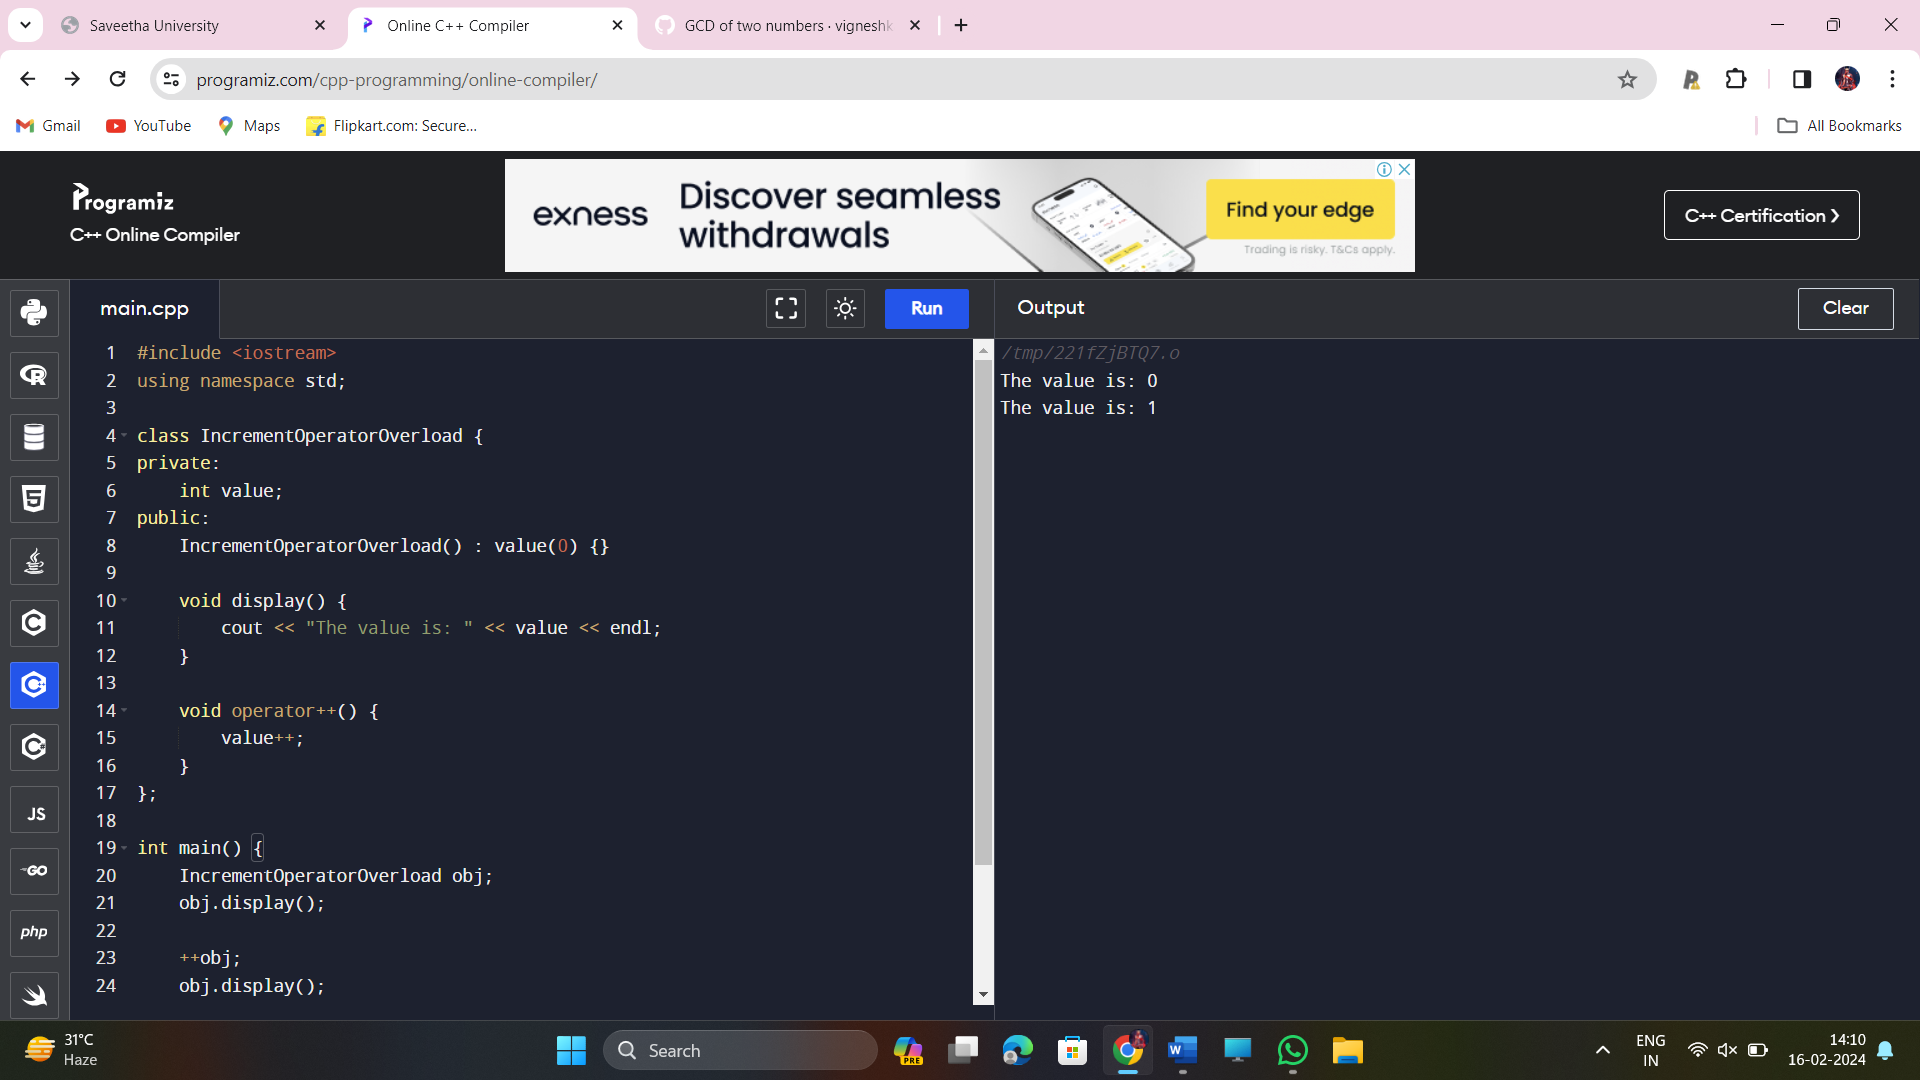 Saveetha University
Online C++ Compiler
GCD of two numbers · vigneshk
programiz.com/cpp-programming/online-compiler/
Gmail
YouTube
Maps
Flipkart.com: Secure...
All Bookmarks
Programiz
C++ Online Compiler
exness
Discover seamless
withdrawals
Find your edge
Trading is risky. T&Cs apply.
C++ Certification ❯
main.cpp
Run
Output
Clear
1 #include <iostream>
2 using namespace std;
3
4 class IncrementOperatorOverload {
5 private:
6     int value;
7 public:
8     IncrementOperatorOverload() : value(0) {}
9
10     void display() {
11         cout << "The value is: " << value << endl;
12     }
13
14     void operator++() {
15         value++;
16     }
17 };
18
19 int main() {
20     IncrementOperatorOverload obj;
21     obj.display();
22
23     ++obj;
24     obj.display();
/tmp/221fZjBTQ7.o
The value is: 0
The value is: 1
JS
GO
php
31°C
Haze
Search
PRE
ENG
IN
14:10
16-02-2024